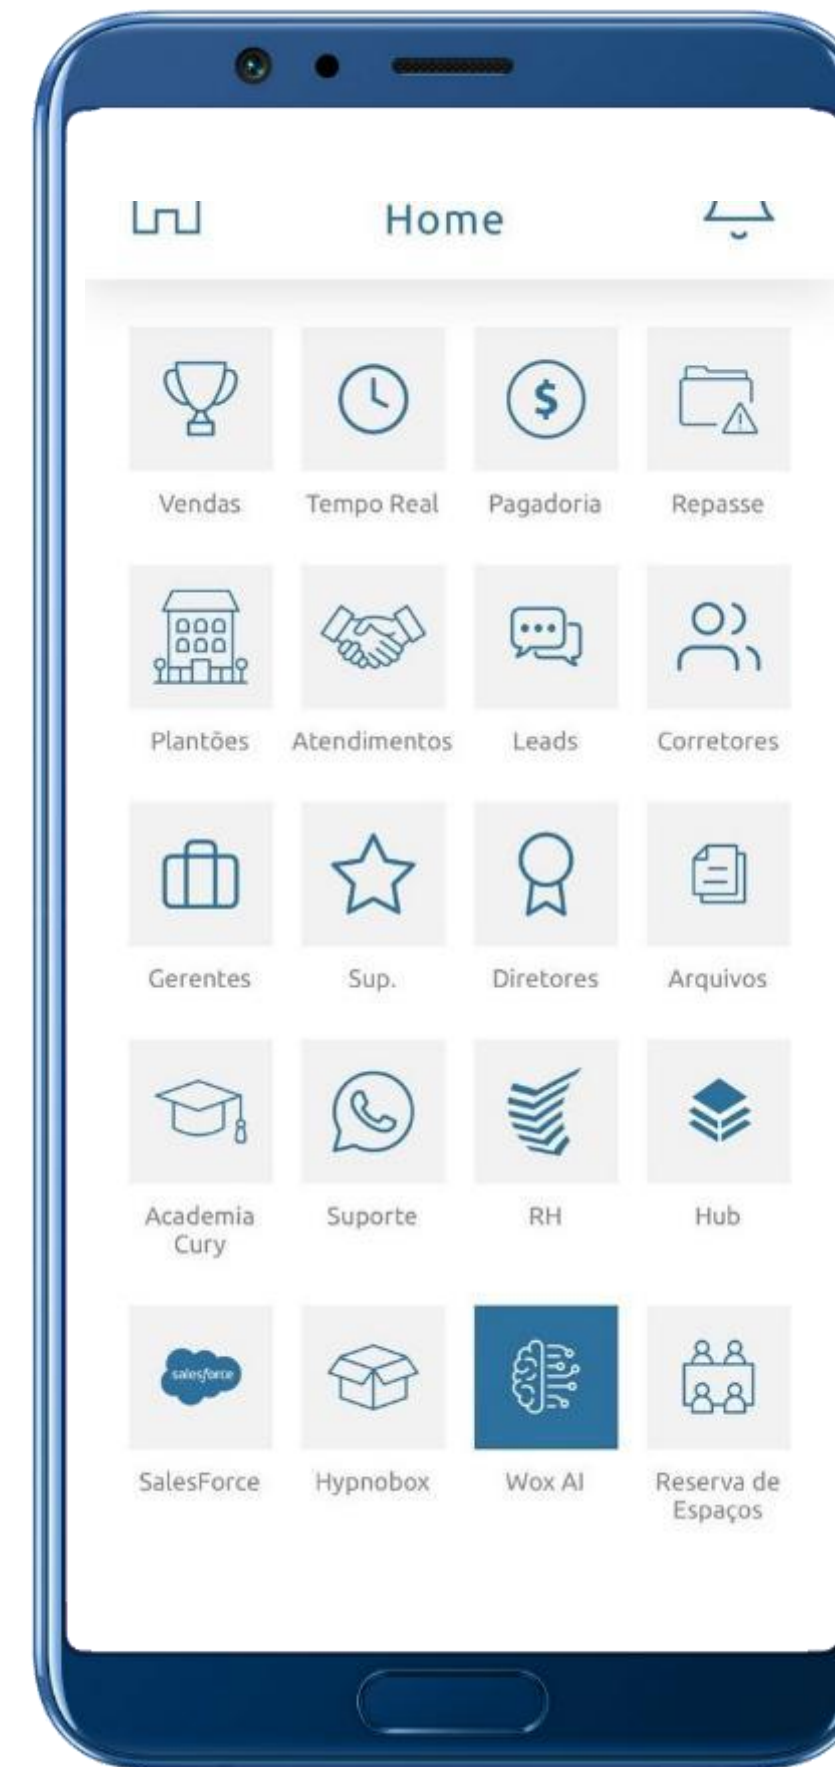 Home
Vendas
Tempo Real
Pagadoria
Repasse
Plantões
Atendimentos
Leads
Corretores
Gerentes
Sup.
Diretores
Arquivos
Academia
Cury
Suporte
RH
Hub
salesforce
SalesForce
Hypnobox
Wox AI
Reserva de
Espaços